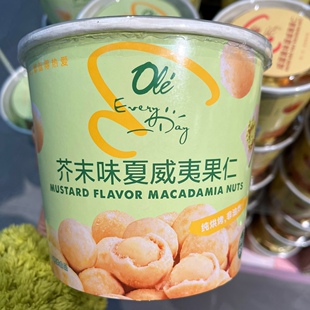 Olé
Every
Day
芥末味夏威夷果仁
MUSTARD FLAVOR MACADAMIA NUTS